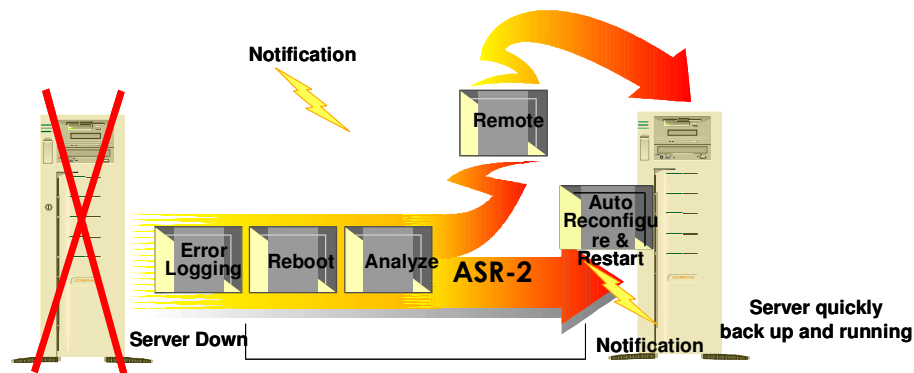 Notification
Remote
Error
Logging
Reboot
Analyze
ASR-2
Auto
Reconfigu
re &
Restart
Server Down
Notification
Server quickly
back up and running